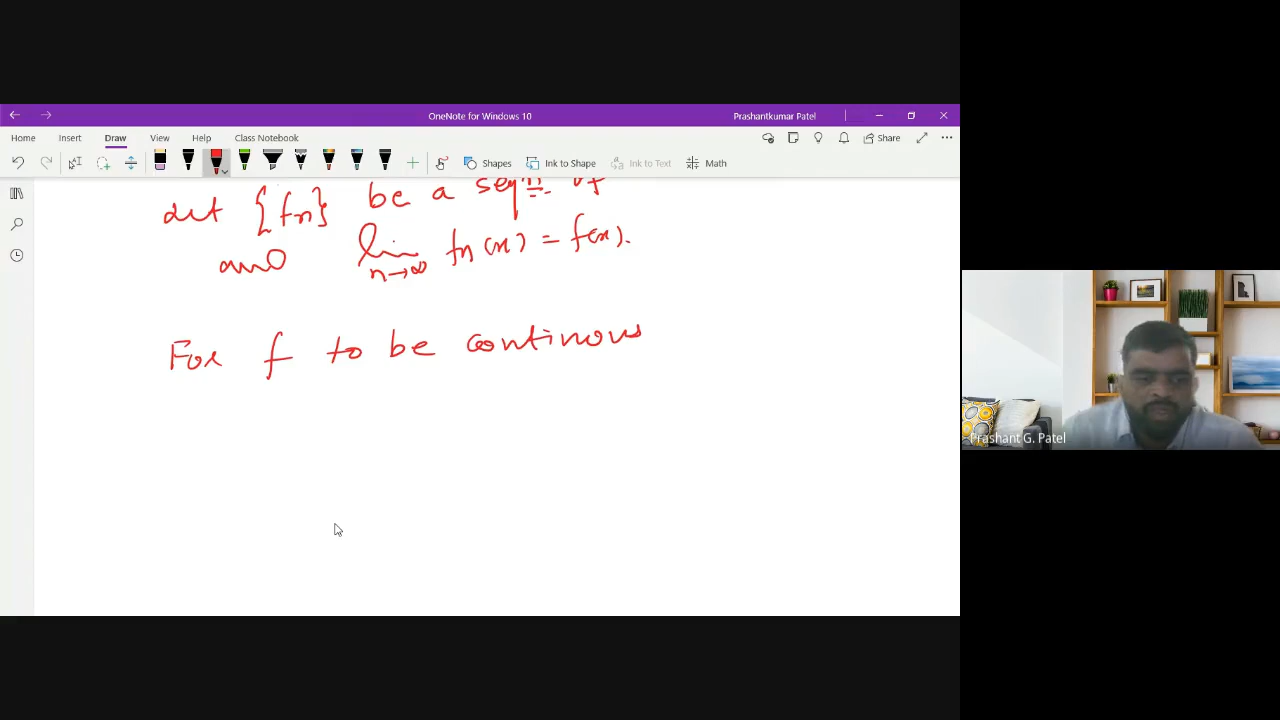 OneNote for Windows 10
Prashantkumar Patel
Home Insert Draw View Help Class Notebook
Share
Shapes Ink to Shape Ink to Text Math
Let {fn} be a seqn. of
and lim n→∞ fn(x) = f(x).
For f to be continous
Prashant G. Patel